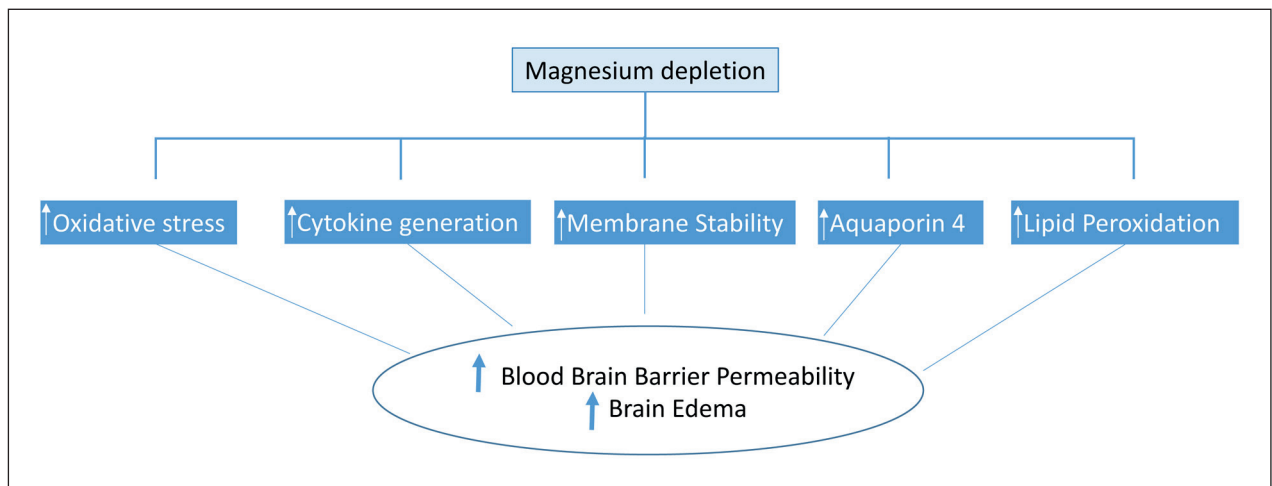 Magnesium depletion
↑Oxidative stress
↑Cytokine generation
↑Membrane Stability
↑Aquaporin 4
↑Lipid Peroxidation
↑ Blood Brain Barrier Permeability
↑ Brain Edema